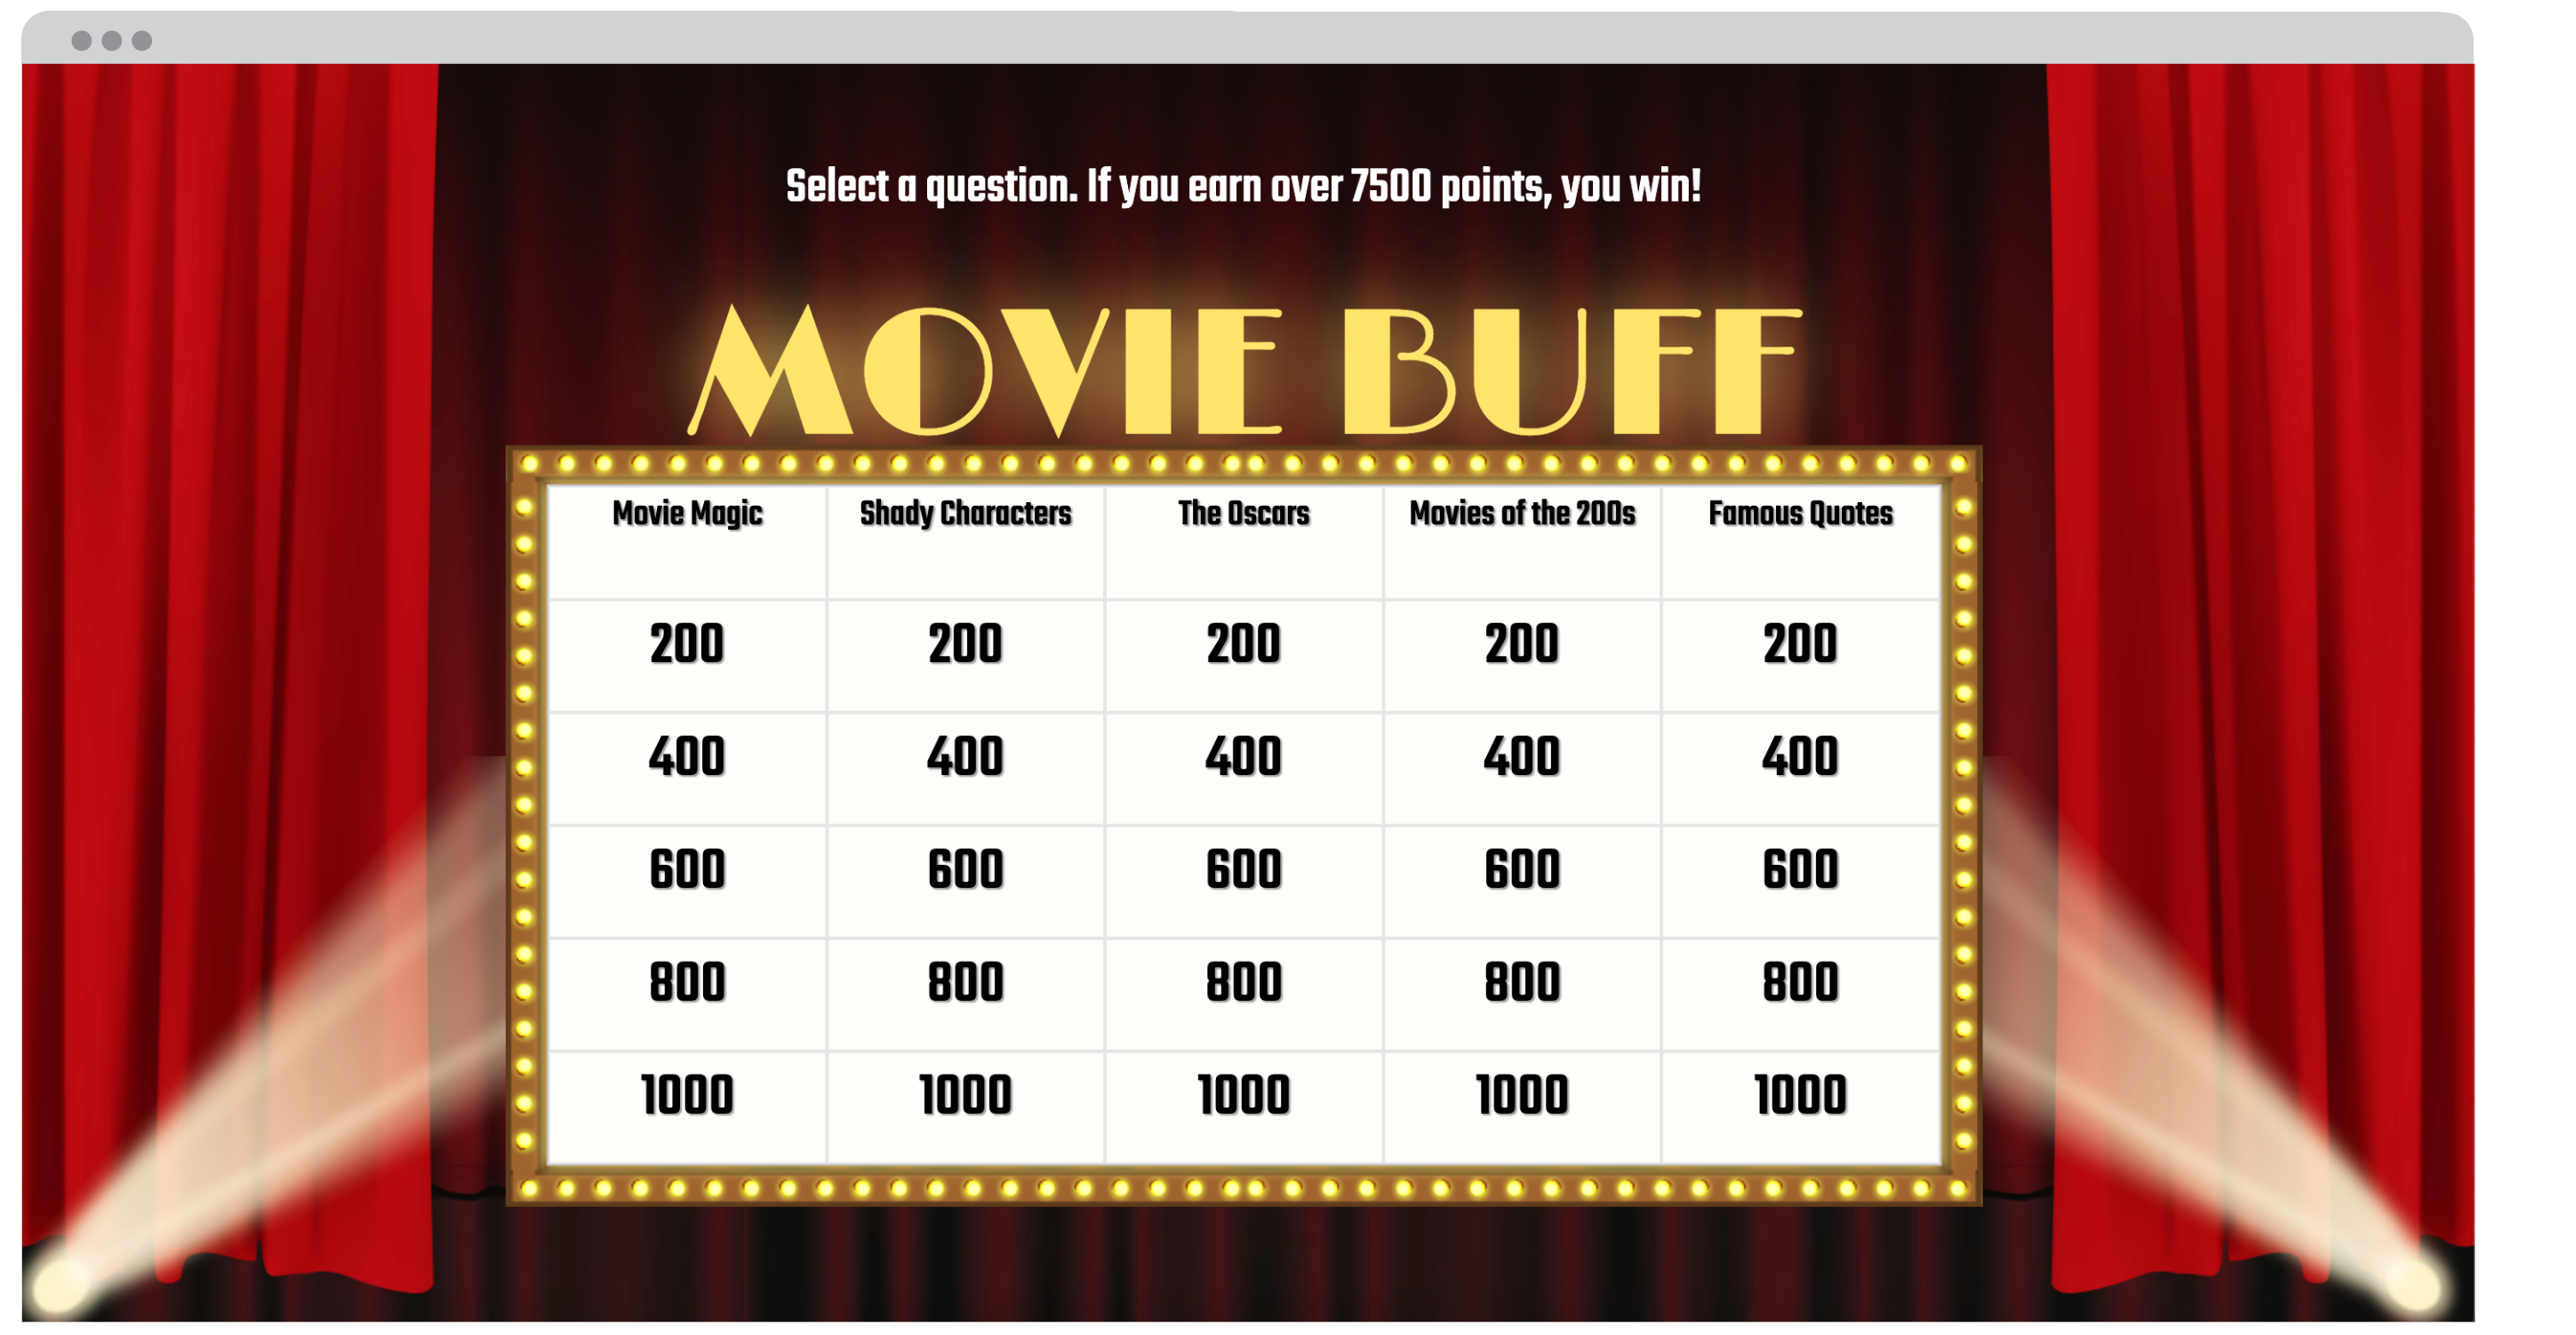 Select a question. If you earn over 7500 points, you win!
MOVIE BUFF
Movie Magic Shady Characters The Oscars Movies of the 200s Famous Quotes
200 200 200 200 200
400 400 400 400 400
600 600 600 600 600
800 800 800 800 800
1000 1000 1000 1000 1000